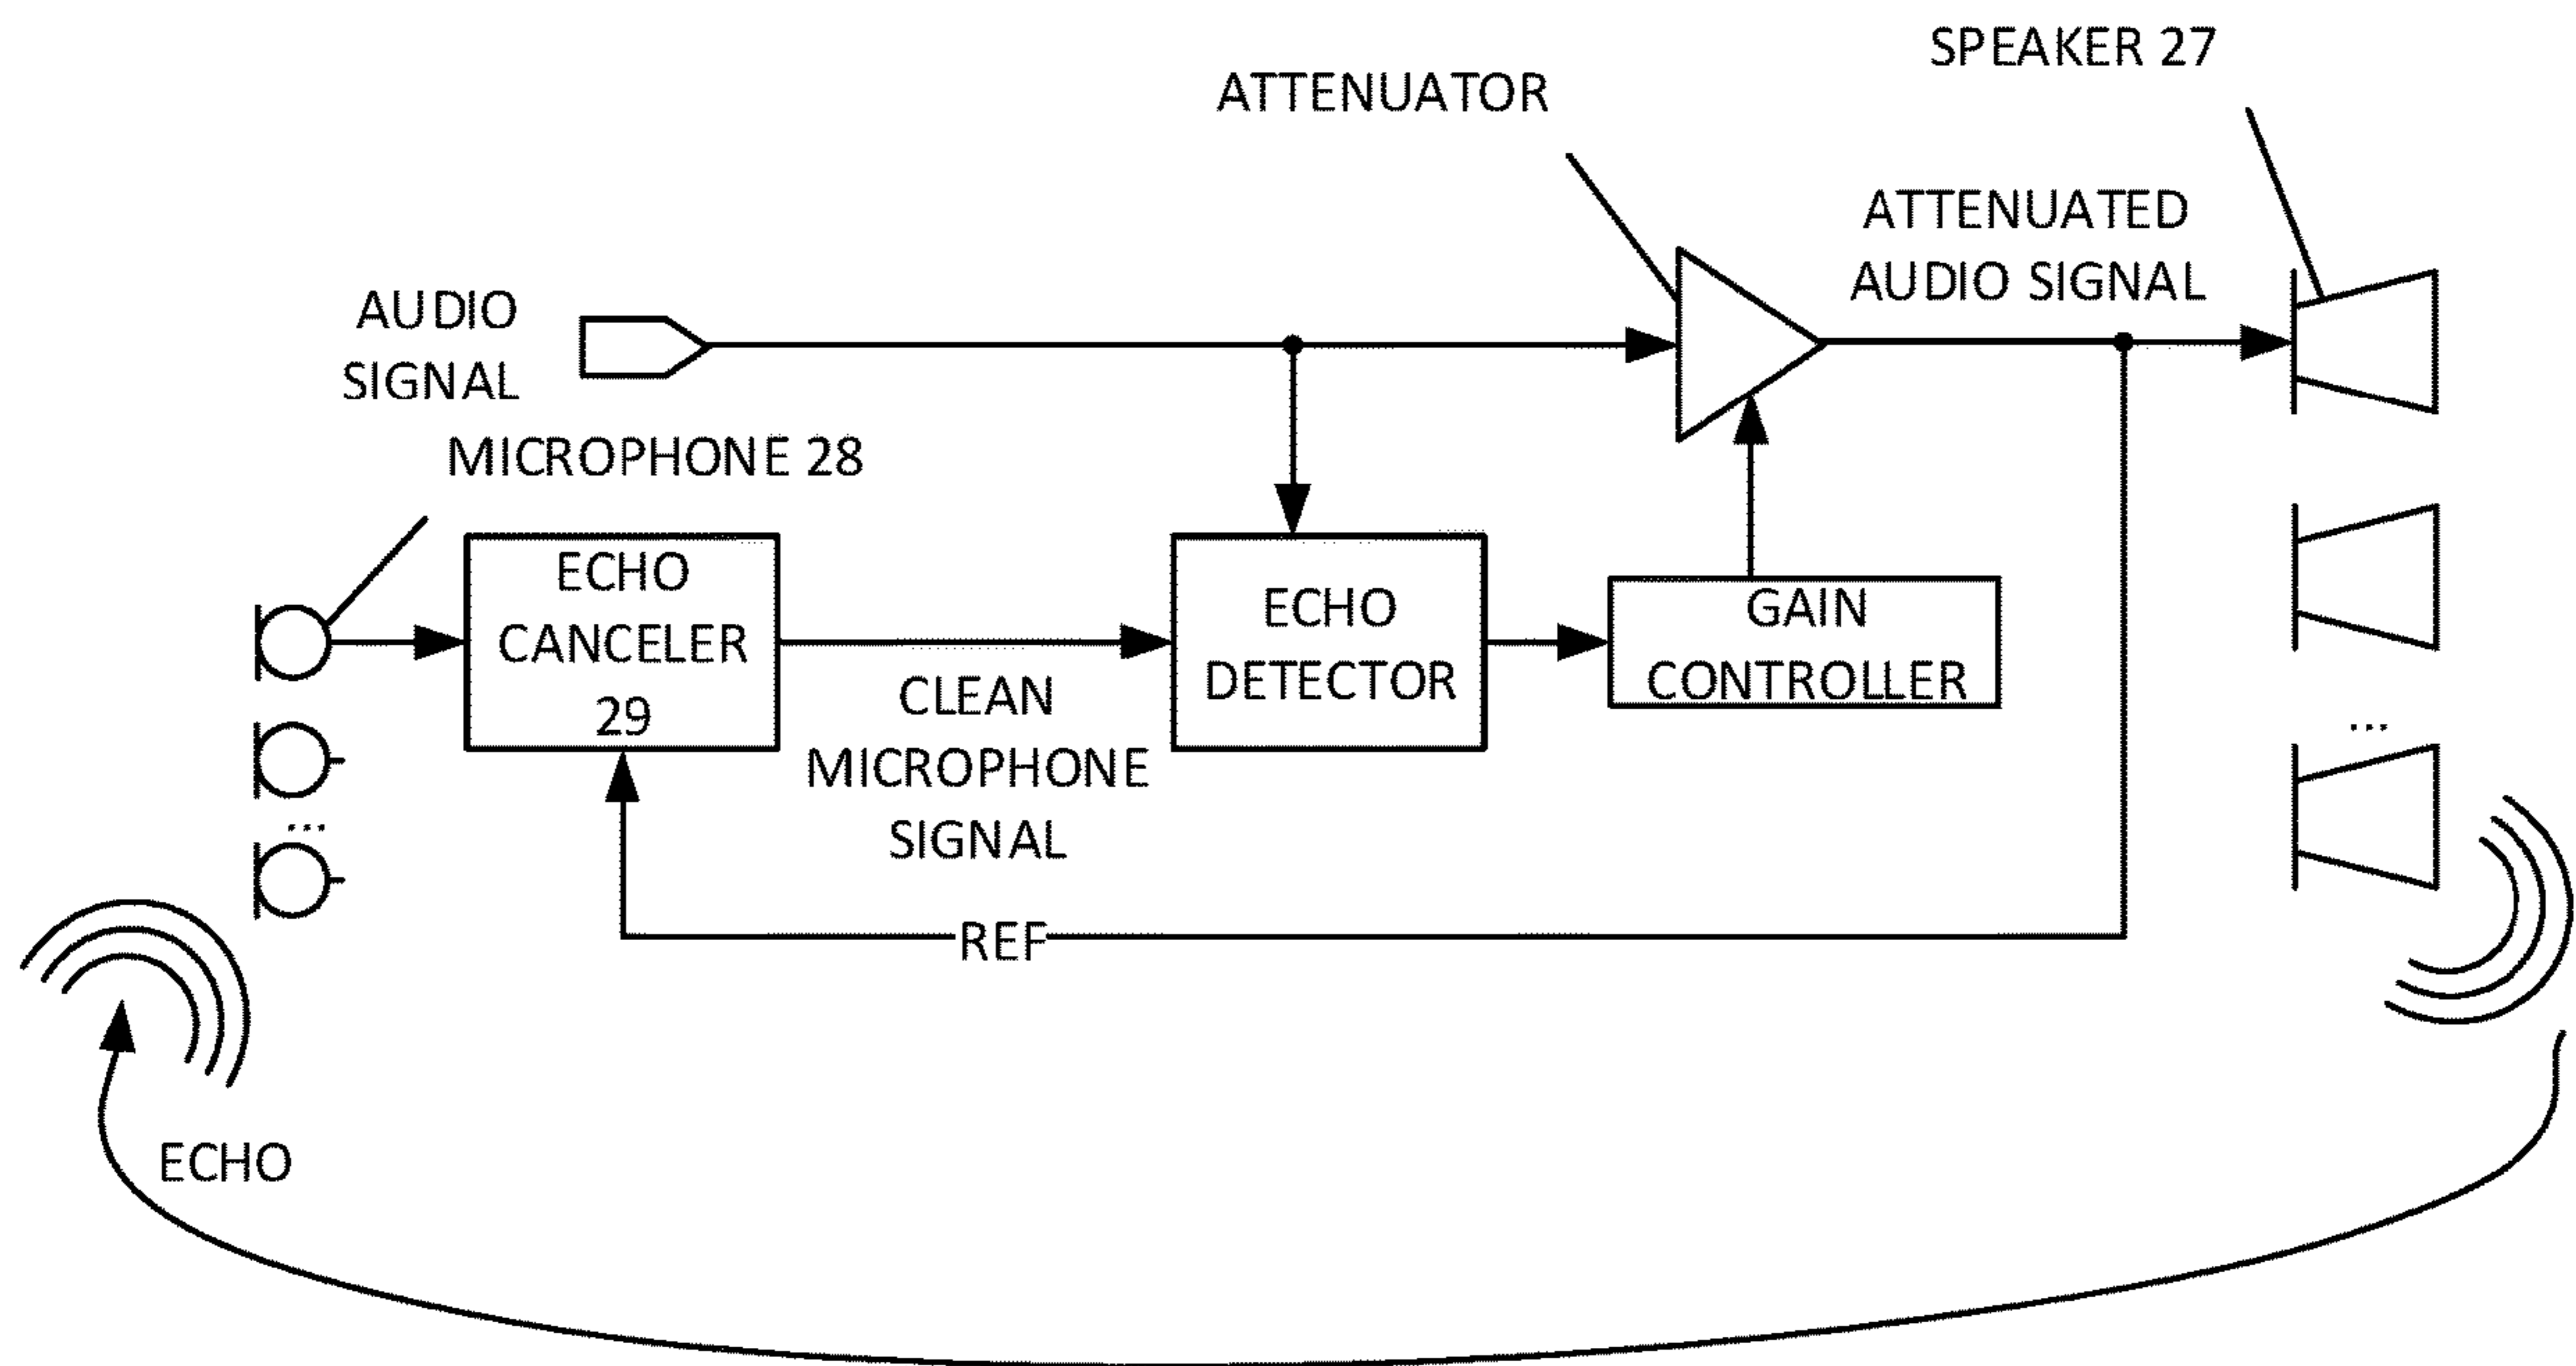 SPEAKER 27
ATTENUATOR
ATTENUATED
AUDIO SIGNAL
AUDIO
SIGNAL
MICROPHONE 28
ECHO
CANCELER
29
CLEAN
MICROPHONE
SIGNAL
ECHO
DETECTOR
GAIN
CONTROLLER
...
...
REF
ECHO